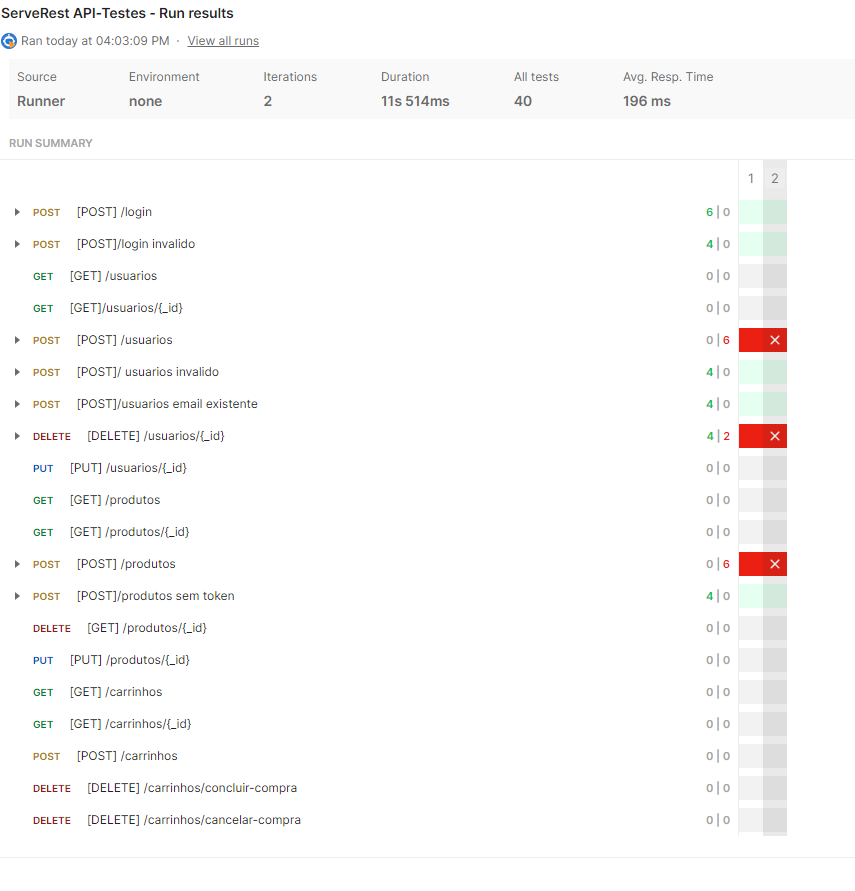 ServeRest API-Testes - Run results
Ran today at 04:03:09 PM · View all runs
Source Environment Iterations Duration All tests Avg. Resp. Time
Runner none 2 11s 514ms 40 196 ms
RUN SUMMARY
1 2
POST [POST] /login 6 | 0
POST [POST]/login invalido 4 | 0
GET [GET] /usuarios 0 | 0
GET [GET]/usuarios/{_id} 0 | 0
POST [POST] /usuarios 0 | 6
POST [POST]/ usuarios invalido 4 | 0
POST [POST]/usuarios email existente 4 | 0
DELETE [DELETE] /usuarios/{_id} 4 | 2
PUT [PUT] /usuarios/{_id} 0 | 0
GET [GET] /produtos 0 | 0
GET [GET] /produtos/{_id} 0 | 0
POST [POST] /produtos 0 | 6
POST [POST]/produtos sem token 4 | 0
DELETE [GET] /produtos/{_id} 0 | 0
PUT [PUT] /produtos/{_id} 0 | 0
GET [GET] /carrinhos 0 | 0
GET [GET] /carrinhos/{_id} 0 | 0
POST [POST] /carrinhos 0 | 0
DELETE [DELETE] /carrinhos/concluir-compra 0 | 0
DELETE [DELETE] /carrinhos/cancelar-compra 0 | 0